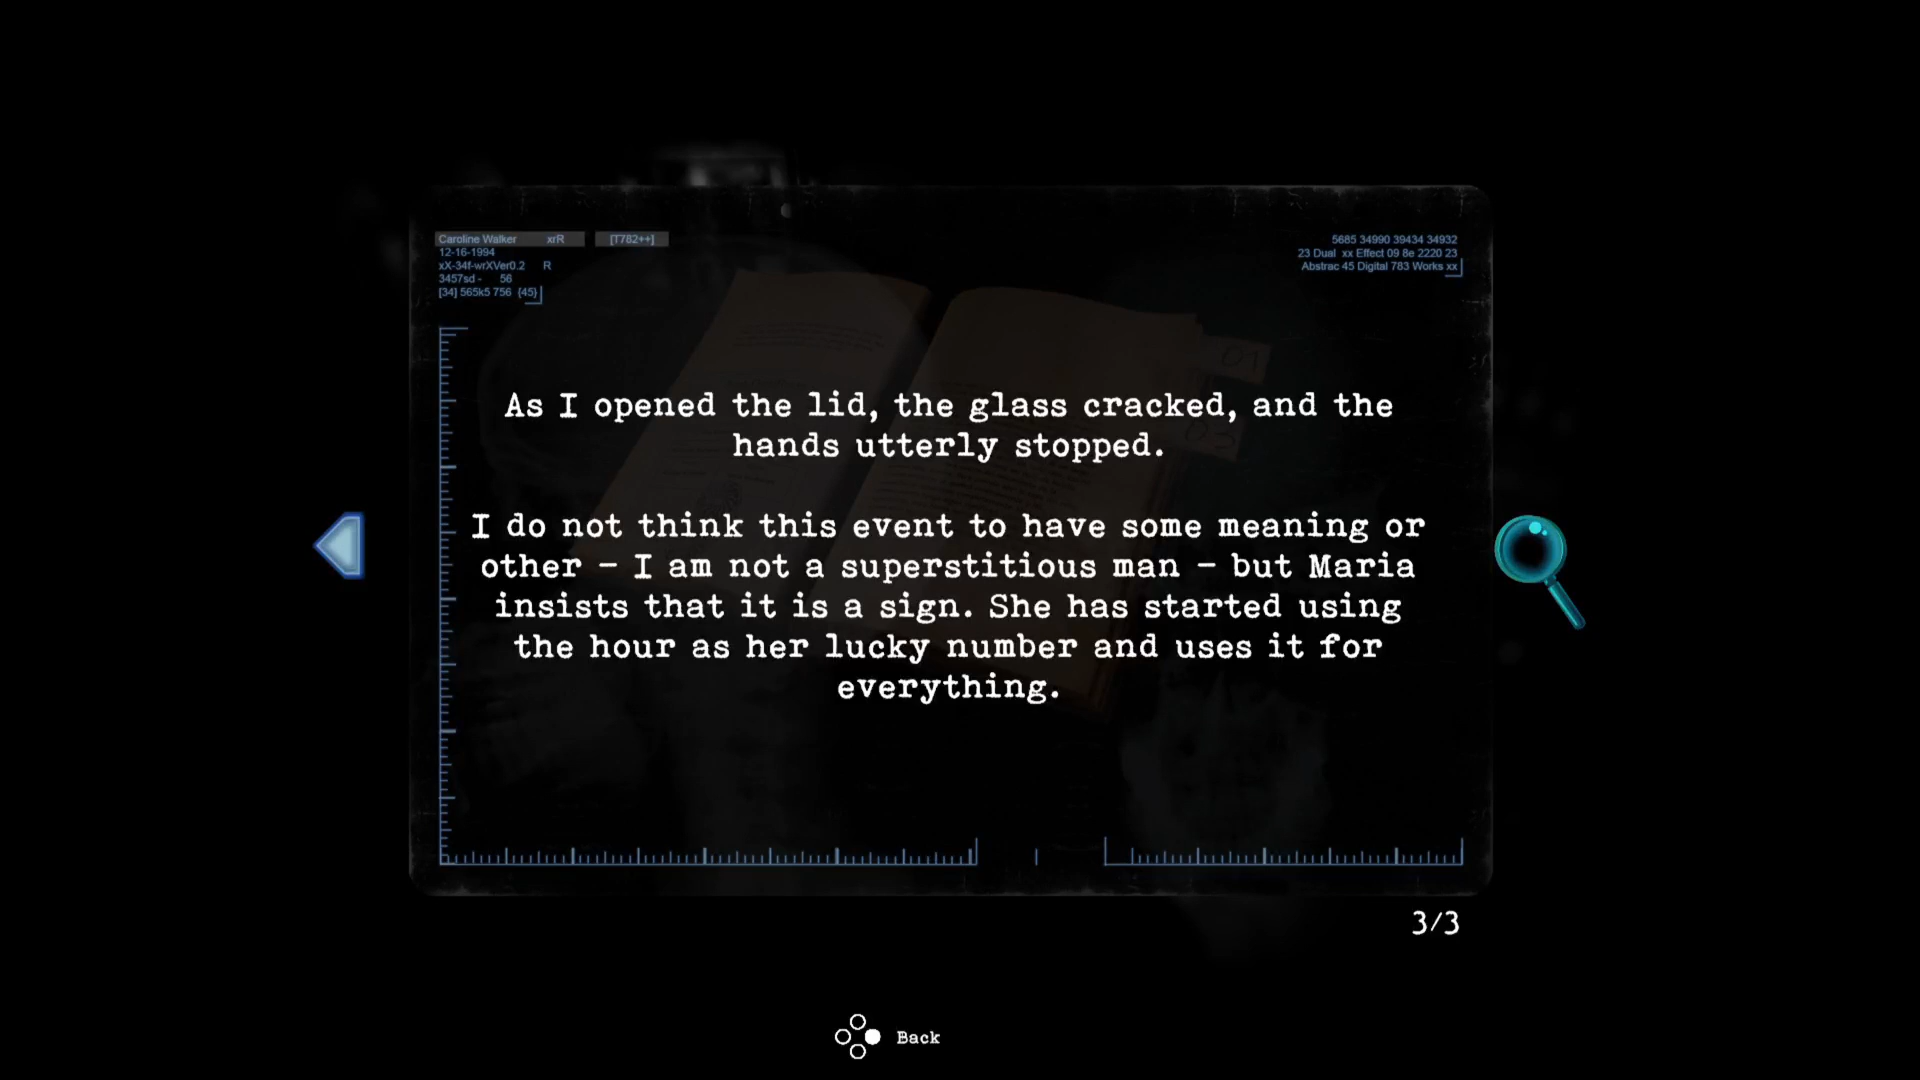 Caroline Walker xrR [T782++]
12-16-1994
xX-34f-wrXVer0.2 R
3457sd - 56
[34] 565k5 756 {45}
5685 34990 39434 34932
23 Dual xx Effect 09 8e 2220 23
Abstrac 45 Digital 783 Works xx
01
02
As I opened the lid, the glass cracked, and the
hands utterly stopped.
I do not think this event to have some meaning or
other – I am not a superstitious man – but Maria
insists that it is a sign. She has started using
the hour as her lucky number and uses it for
everything.
3/3
Back